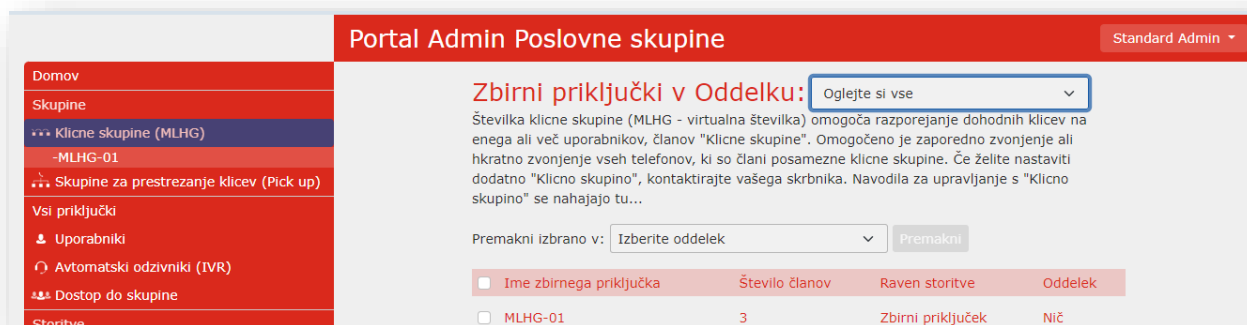 Portal Admin Poslovne skupine
Standard Admin
Domov
Skupine
Klicne skupine (MLHG)
-MLHG-01
Skupine za prestrezanje klicev (Pick up)
Vsi priključki
Uporabniki
Avtomatski odzivniki (IVR)
Dostop do skupine
Storitve
Zbirni priključki v Oddelku: Oglejte si vse
Številka klicne skupine (MLHG - virtualna številka) omogoča razporejanje dohodnih klicev na
enega ali več uporabnikov, članov "Klicne skupine". Omogočeno je zaporedno zvonjenje ali
hkratno zvonjenje vseh telefonov, ki so člani posamezne klicne skupine. Če želite nastaviti
dodatno "Klicno skupino", kontaktirajte vašega skrbnika. Navodila za upravljanje s "Klicno
skupino" se nahajajo tu...
Premakni izbrano v: Izberite oddelek Premakni
Ime zbirnega priključka Število članov Raven storitve Oddelek
MLHG-01 3 Zbirni priključek Nič